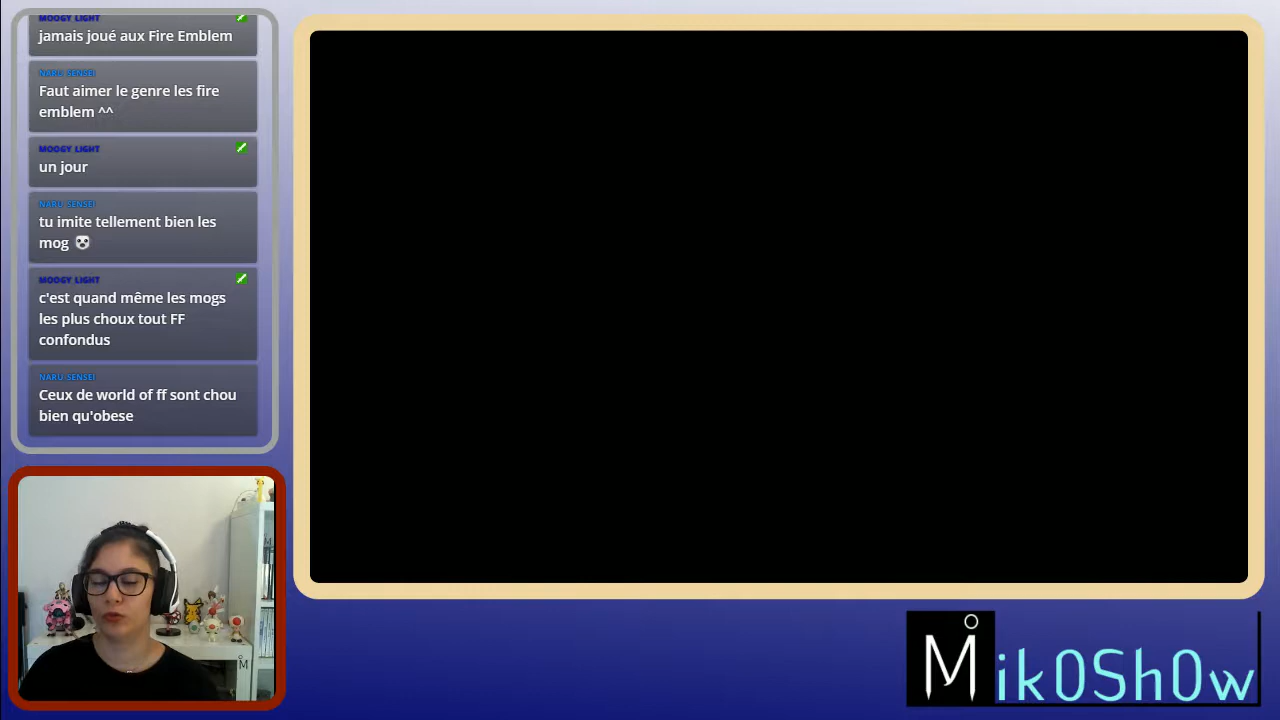 MOOGY LIGHT
jamais joué aux Fire Emblem
NARU SENSEI
Faut aimer le genre les fire
emblem ^^
MOOGY LIGHT
un jour
NARU SENSEI
tu imite tellement bien les
mog
MOOGY LIGHT
c'est quand même les mogs
les plus choux tout FF
confondus
NARU SENSEI
Ceux de world of ff sont chou
bien qu'obese
M
MikOShOw